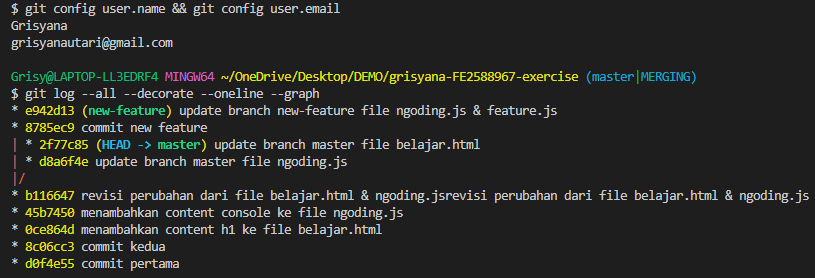 $ git config user.name && git config user.email
Grisyana
grisyanautari@gmail.com
Grisy@LAPTOP-LL3EDRF4 MINGW64 ~/OneDrive/Desktop/DEMO/grisyana-FE2588967-exercise (master|MERGING)
$ git log --all --decorate --oneline --graph
* e942d13 (new-feature) update branch new-feature file ngoding.js & feature.js
* 8785ec9 commit new feature
| * 2f77c85 (HEAD -> master) update branch master file belajar.html
| * d8a6f4e update branch master file ngoding.js
|/
* b116647 revisi perubahan dari file belajar.html & ngoding.jsrevisi perubahan dari file belajar.html & ngoding.js
* 45b7450 menambahkan content console ke file ngoding.js
* 0ce864d menambahkan content h1 ke file belajar.html
* 8c06cc3 commit kedua
* d0f4e55 commit pertama